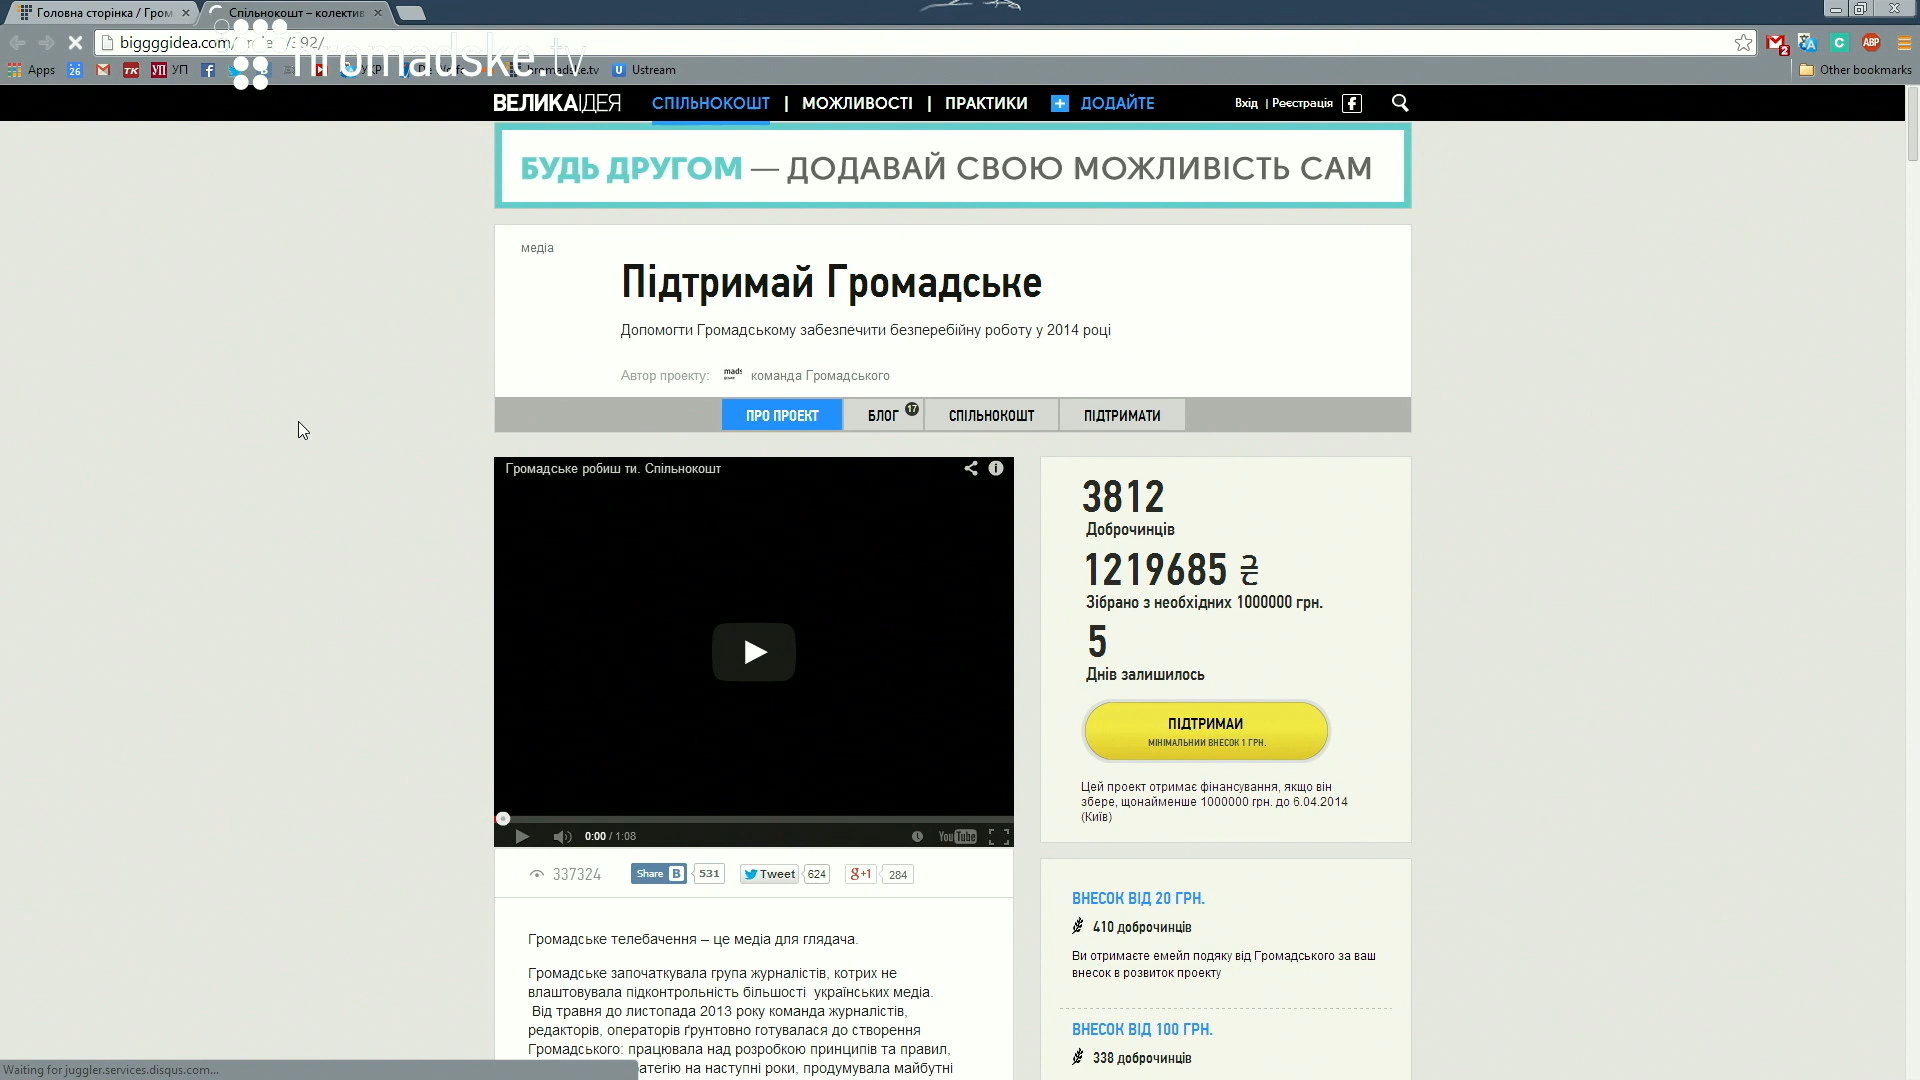 Головна сторінка / Гром
Спільнокошт – колектив
biggggidea.com/
hromadske.tv
Apps
26
ТК
УП УП
hromadske.tv
U Ustream
Other bookmarks
ВЕЛИКАІДЕЯ
СПІЛЬНОКОШТ | МОЖЛИВОСТІ | ПРАКТИКИ
+ ДОДАЙТЕ
Вхід | Реєстрація
БУДЬ ДРУГОМ — ДОДАВАЙ СВОЮ МОЖЛИВІСТЬ САМ
медіа
Підтримай Громадське
Допомогти Громадському забезпечити безперебійну роботу у 2014 році
Автор проекту: команда Громадського
ПРО ПРОЕКТ
БЛОГ 17
СПІЛЬНОКОШТ
ПІДТРИМАТИ
Громадське робиш ти. Спільнокошт
0:00 / 1:08
YouTube
337324
Share B 531
Tweet 624
g+1 284
Громадське телебачення – це медіа для глядача.
Громадське започаткувала група журналістів, котрих не
влаштовувала підконтрольність більшості українських медіа.
Від травня до листопада 2013 року команда журналістів,
редакторів, операторів ґрунтовно готувалася до створення
Громадського: працювала над розробкою принципів та правил,
атегію на наступні роки, продумувала майбутні
3812
Доброчинців
1219685 ₴
Зібрано з необхідних 1000000 грн.
5
Днів залишилось
ПІДТРИМАЙ
МІНІМАЛЬНИЙ ВНЕСОК 1 ГРН.
Цей проект отримає фінансування, якщо він
збере, щонайменше 1000000 грн. до 6.04.2014
(Київ)
ВНЕСОК ВІД 20 ГРН.
410 доброчинців
Ви отримаєте емейл подяку від Громадського за ваш
внесок в розвиток проекту
ВНЕСОК ВІД 100 ГРН.
338 доброчинців
Waiting for juggler.services.disqus.com...